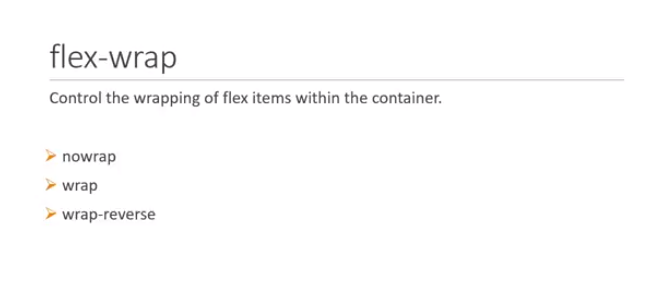 flex-wrap
Control the wrapping of flex items within the container.
nowrap
wrap
wrap-reverse